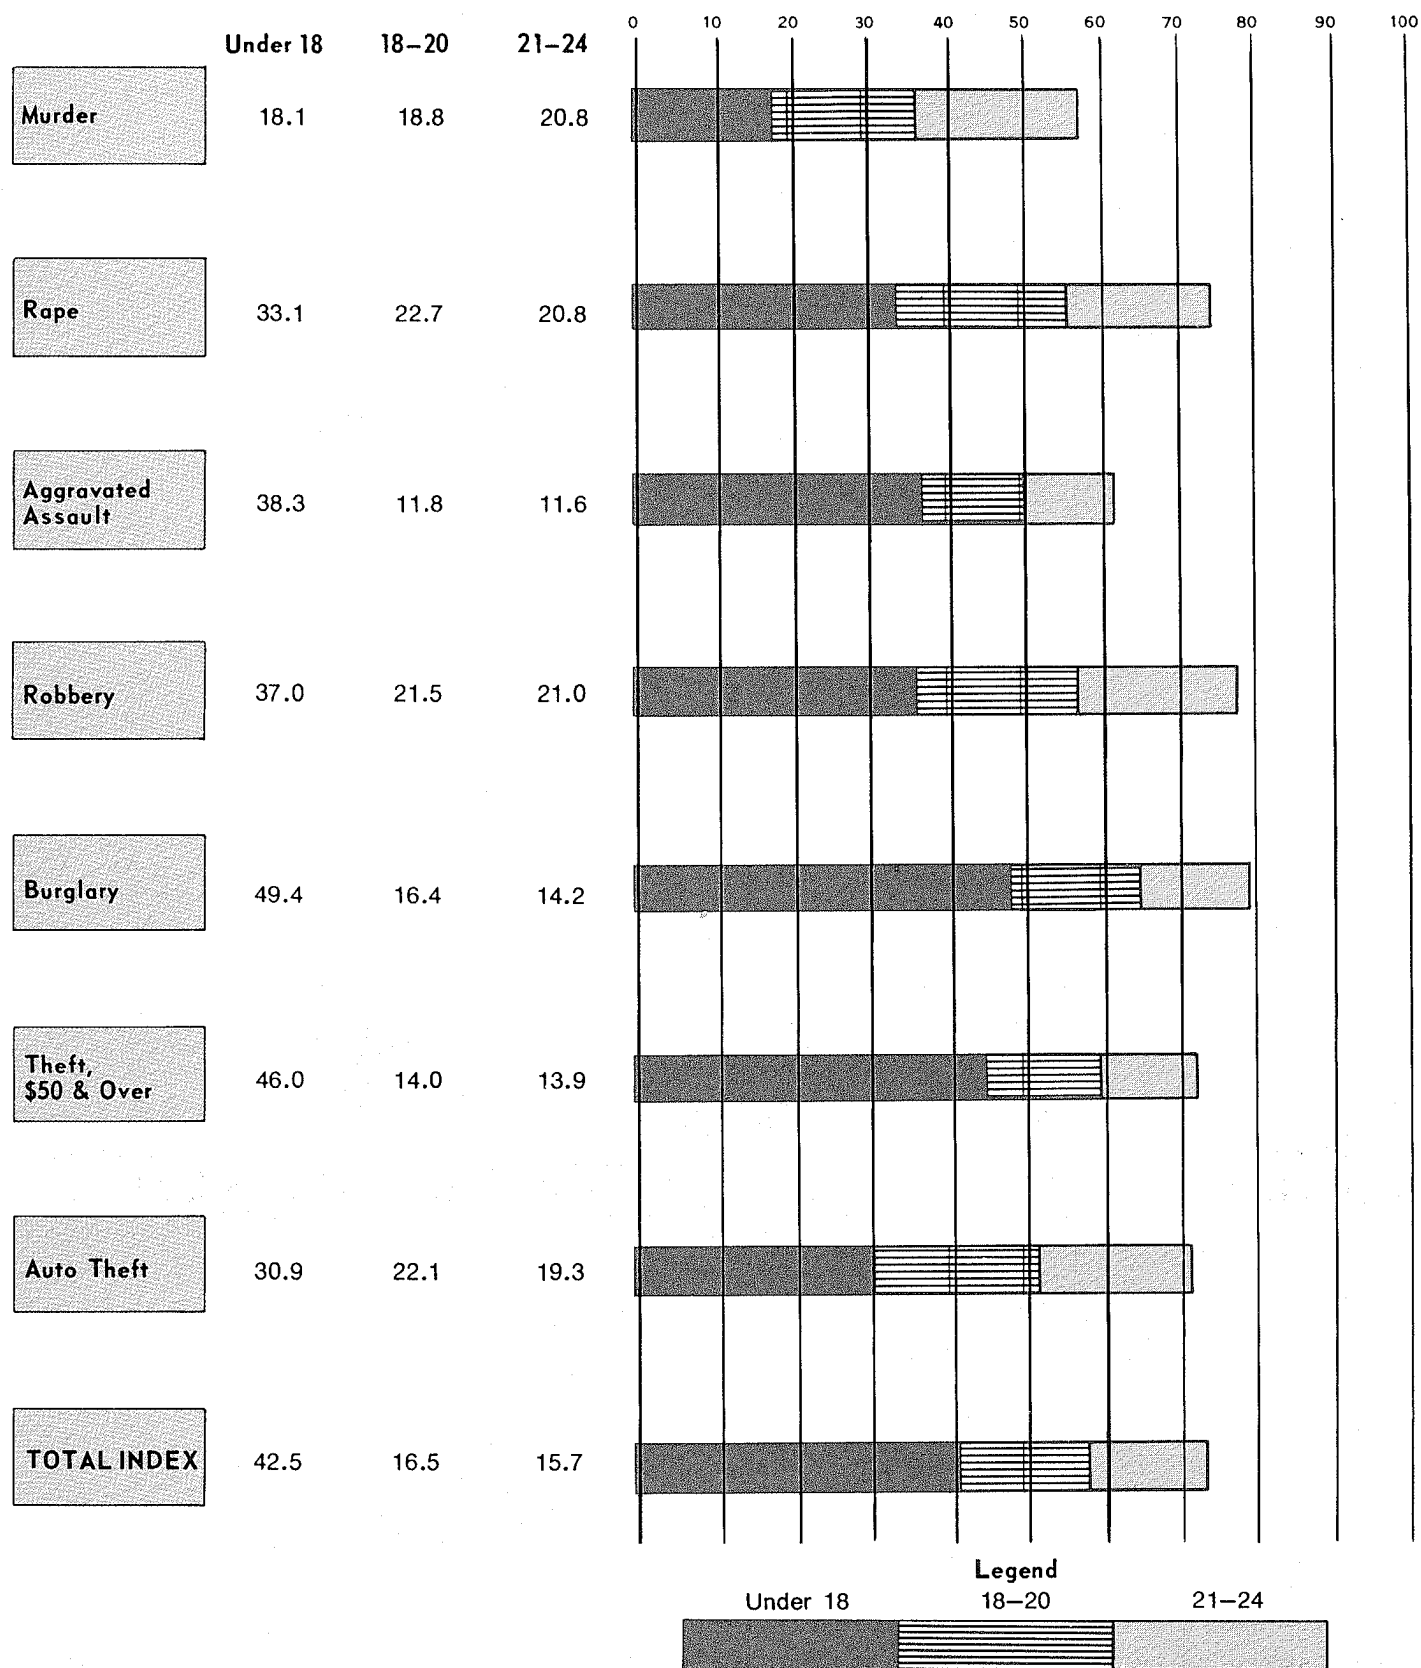 0 10 20 30 40 50 60 70 80 90 100
Under 18 18–20 21–24
Murder 18.1 18.8 20.8
Rape 33.1 22.7 20.8
Aggravated
Assault 38.3 11.8 11.6
Robbery 37.0 21.5 21.0
Burglary 49.4 16.4 14.2
Theft,
$50 & Over 46.0 14.0 13.9
Auto Theft 30.9 22.1 19.3
TOTAL INDEX 42.5 16.5 15.7
Legend
Under 18 18–20 21–24